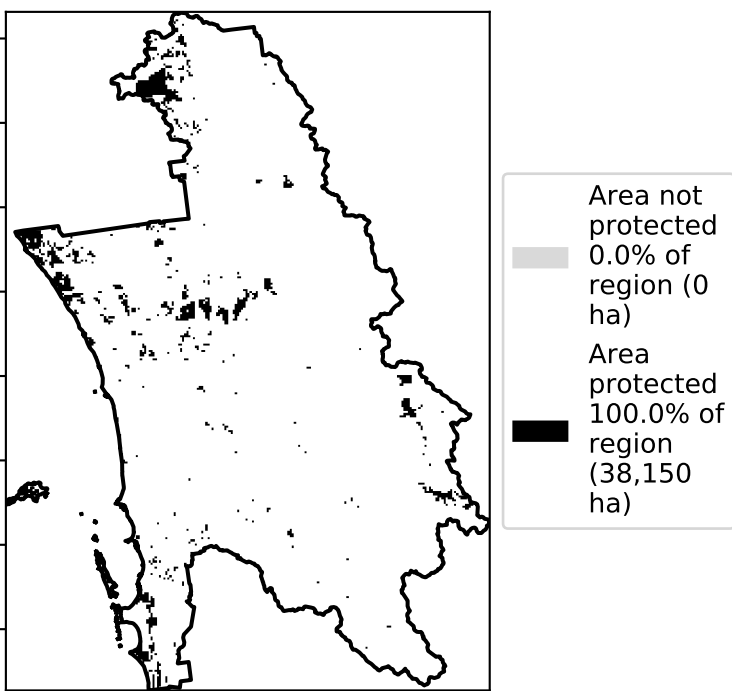 Area not
protected
0.0% of
region (0
ha)
Area
protected
100.0% of
region
(38,150
ha)